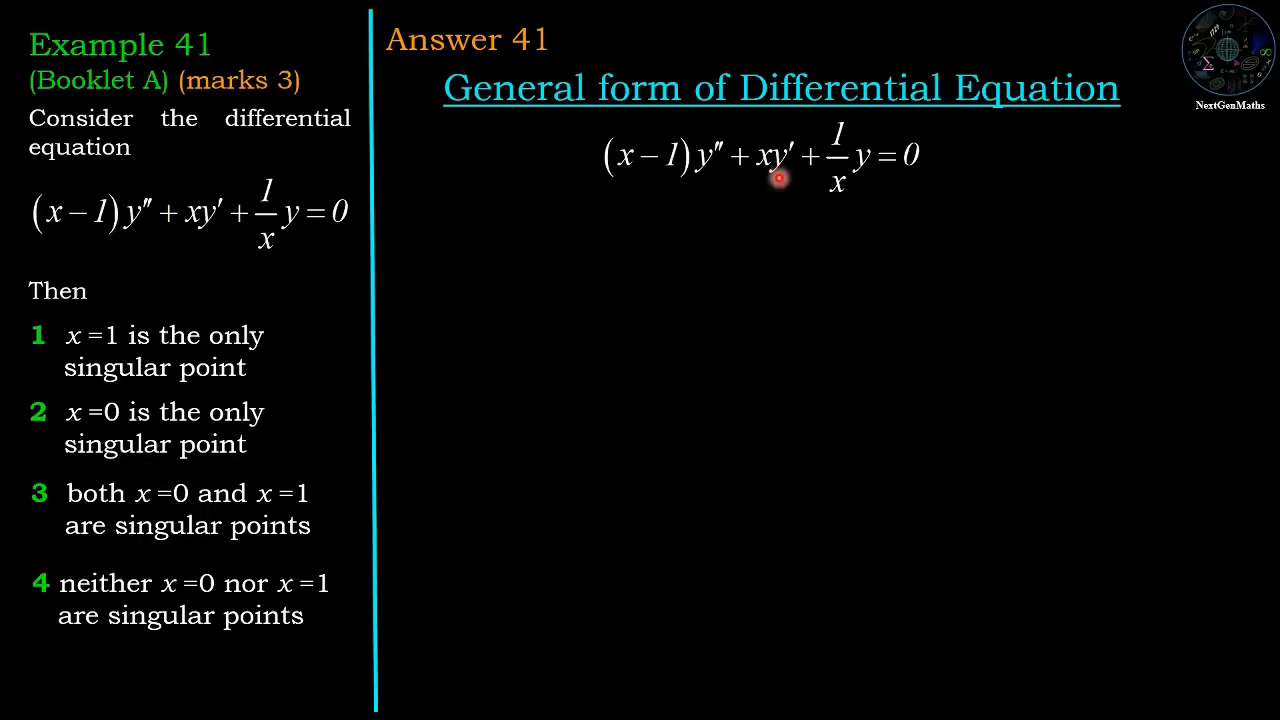 Example 41
(Booklet A) (marks 3)
Consider the differential
equation
(x − 1) y″ + xy′ + 1/x y = 0
Then
1 x =1 is the only
singular point
2 x =0 is the only
singular point
3 both x =0 and x =1
are singular points
4 neither x =0 nor x =1
are singular points
Answer 41
General form of Differential Equation
(x − 1) y″ + xy′ + 1/x y = 0
NextGenMaths